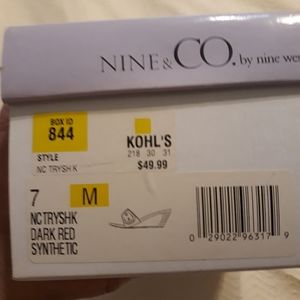 NINE & CO. by nine wes
BOX ID
844
STYLE
NC TRYSH K
KOHL'S
218 30 31
$49.99
7 M
NCTRYSHK
DARK RED
SYNTHETIC
0 29022 96317 9